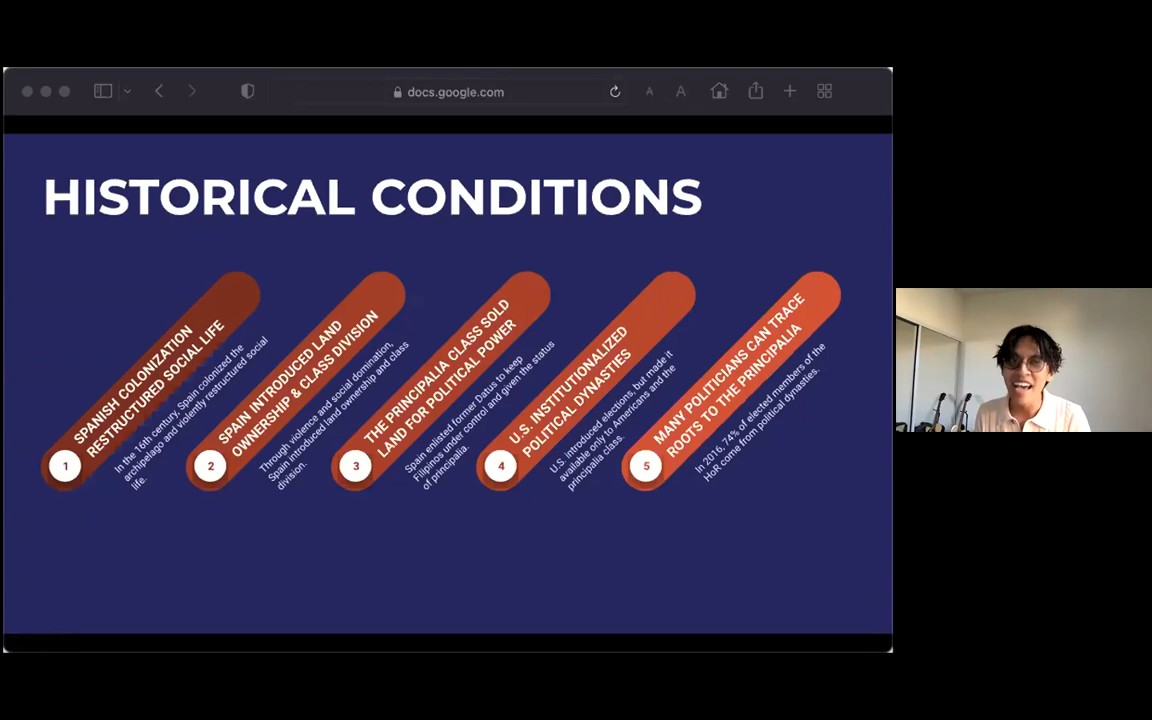 docs.google.com
A
A
HISTORICAL CONDITIONS
1
SPANISH COLONIZATION
RESTRUCTURED SOCIAL LIFE
In the 16th century, Spain colonized the
archipelago and violently restructured social
life.
2
SPAIN INTRODUCED LAND
OWNERSHIP & CLASS DIVISION
Through violence and social domination,
Spain introduced land ownership and class
division.
3
THE PRINCIPALIA CLASS SOLD
LAND FOR POLITICAL POWER
Spain enlisted former Datus to keep
Filipinos under control and given the status
of principalia.
4
U.S. INSTITUTIONALIZED
POLITICAL DYNASTIES
U.S. introduced elections, but made it
available only to Americans and the
principalia class.
5
MANY POLITICIANS CAN TRACE
ROOTS TO THE PRINCIPALIA
In 2016, 74% of elected members of the
HoR come from political dynasties.